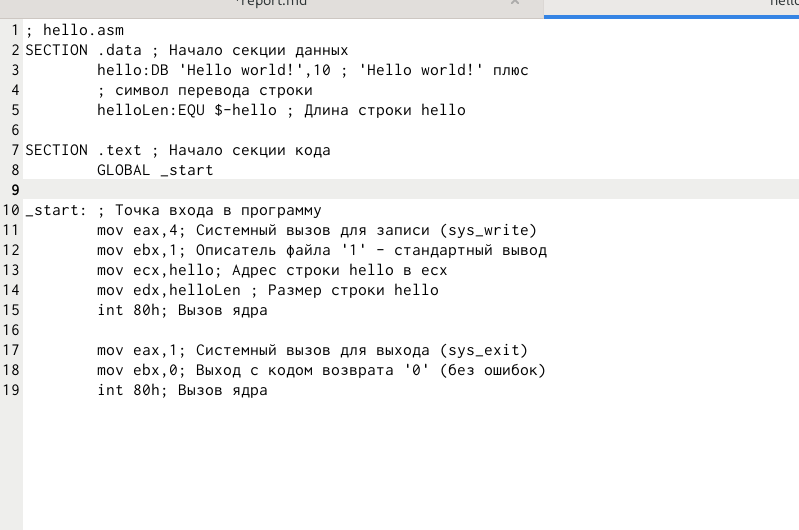 *report.md
1 ; hello.asm
2 SECTION .data ; Начало секции данных
3         hello:DB 'Hello world!',10 ; 'Hello world!' плюс
4         ; символ перевода строки
5         helloLen:EQU $-hello ; Длина строки hello
6
7 SECTION .text ; Начало секции кода
8         GLOBAL _start
9
10 _start: ; Точка входа в программу
11         mov eax,4; Системный вызов для записи (sys_write)
12         mov ebx,1; Описатель файла '1' - стандартный вывод
13         mov ecx,hello; Адрес строки hello в ecx
14         mov edx,helloLen ; Размер строки hello
15         int 80h; Вызов ядра
16
17         mov eax,1; Системный вызов для выхода (sys_exit)
18         mov ebx,0; Выход с кодом возврата '0' (без ошибок)
19         int 80h; Вызов ядра